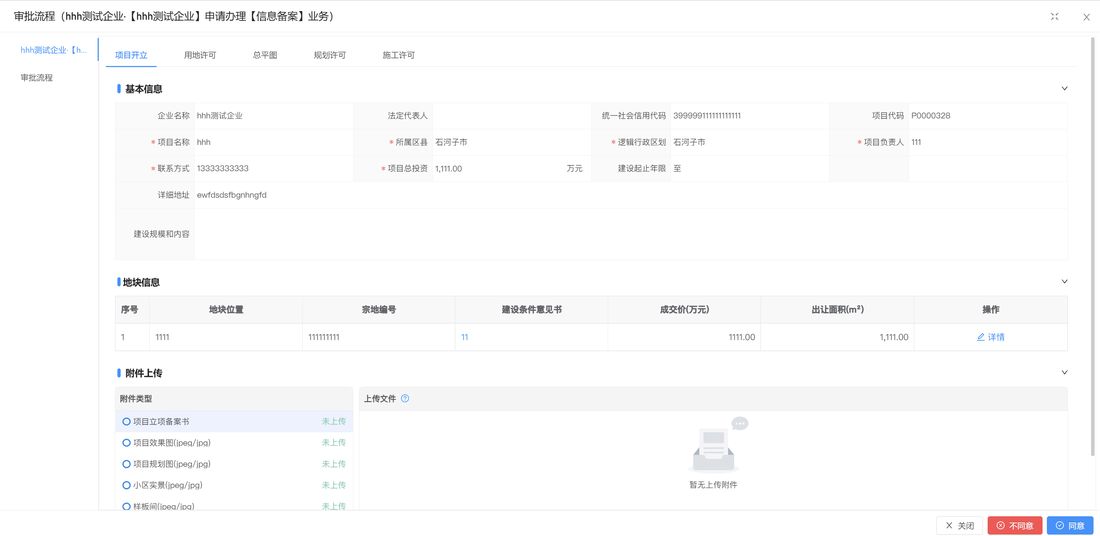 审批流程（hhh测试企业·【hhh测试企业】申请办理【信息备案】业务）
hhh测试企业·【h...
审批流程
项目开立 用地许可 总平图 规划许可 施工许可
基本信息
企业名称 hhh测试企业 法定代表人 统一社会信用代码 399999111111111111 项目代码 P0000328
* 项目名称 hhh * 所属区县 石河子市 * 逻辑行政区划 石河子市 * 项目负责人 111
* 联系方式 13333333333 * 项目总投资 1,111.00 万元 建设起止年限 至
详细地址 ewfdsdsfbgnhngfd
建设规模和内容
地块信息
序号 地块位置 宗地编号 建设条件意见书 成交价(万元) 出让面积(m²) 操作
1 1111 111111111 11 1111.00 1,111.00 详情
附件上传
附件类型 上传文件
项目立项备案书 未上传
项目效果图(jpeg/jpg) 未上传
项目规划图(jpeg/jpg) 未上传
小区实景(jpeg/jpg) 未上传
样板间(jpeg/jpg) 未上传
暂无上传附件
关闭 不同意 同意